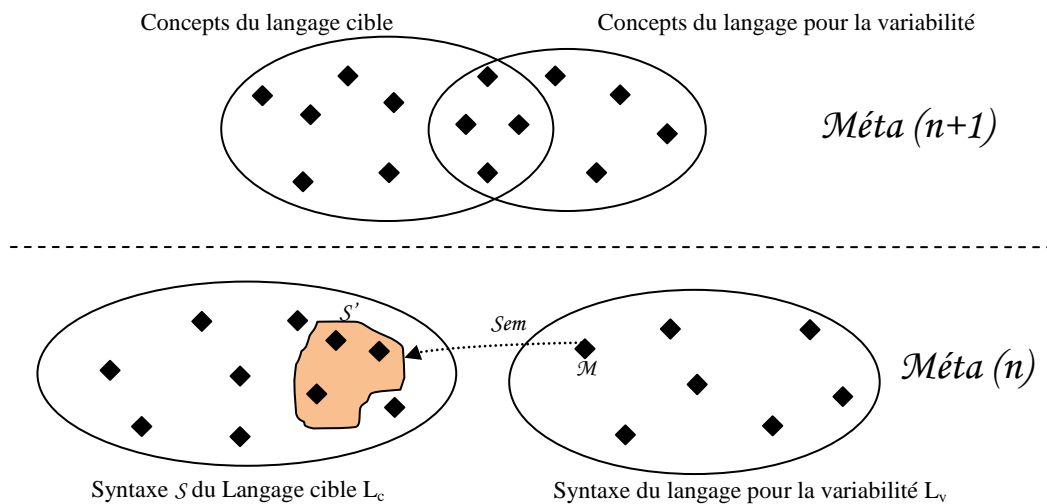 Concepts du langage cible
Concepts du langage pour la variabilité
Méta (n+1)
S'
Sem
M
Méta (n)
Syntaxe S du Langage cible Lc
Syntaxe du langage pour la variabilité Lv